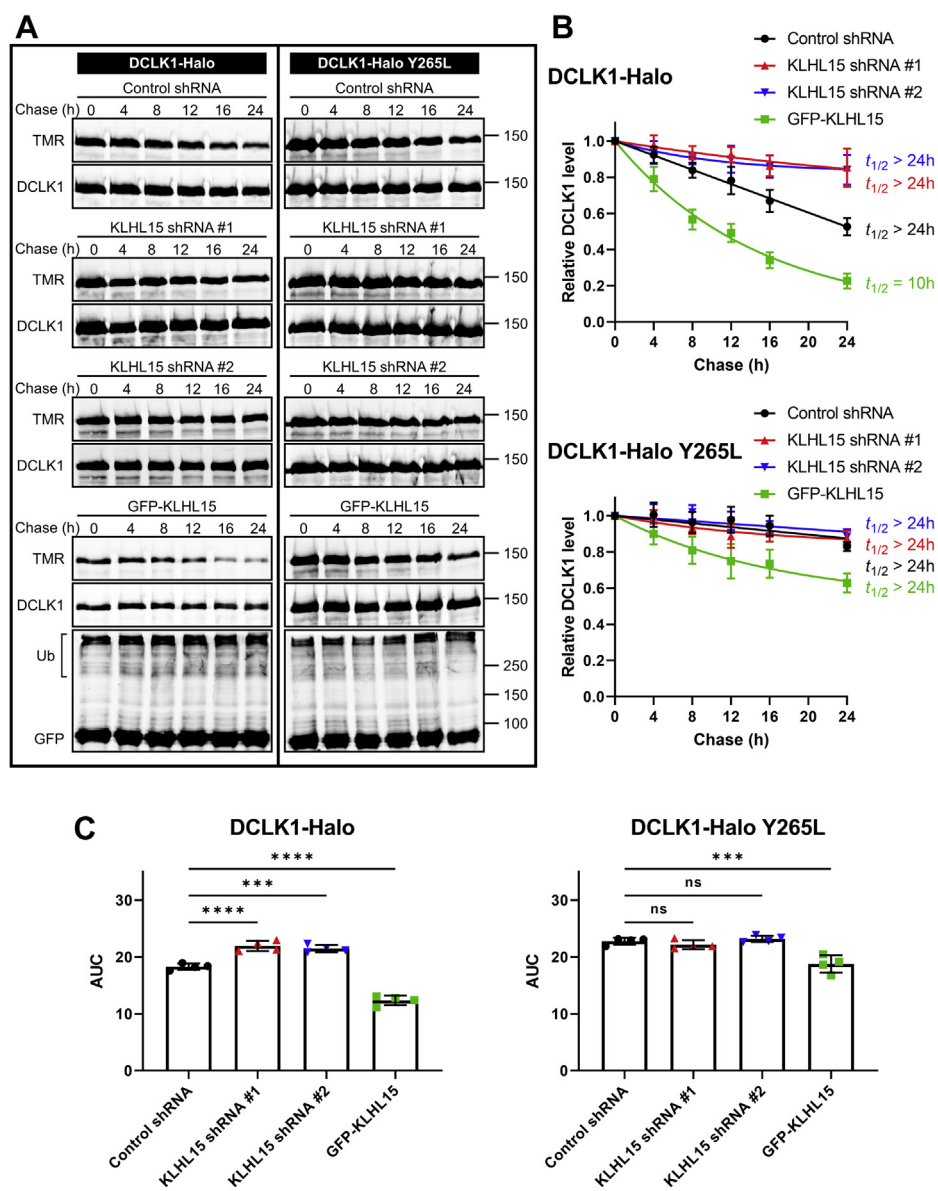 A
DCLK1-Halo
DCLK1-Halo Y265L
Control shRNA
Control shRNA
Chase (h) 0 4 8 12 16 24 0 4 8 12 16 24
TMR
150
DCLK1
150
KLHL15 shRNA #1
KLHL15 shRNA #1
Chase (h) 0 4 8 12 16 24 0 4 8 12 16 24
TMR
150
DCLK1
150
KLHL15 shRNA #2
KLHL15 shRNA #2
Chase (h) 0 4 8 12 16 24 0 4 8 12 16 24
TMR
150
DCLK1
150
GFP-KLHL15
GFP-KLHL15
Chase (h) 0 4 8 12 16 24 0 4 8 12 16 24
TMR
150
DCLK1
150
Ub
250
150
100
GFP
B
Control shRNA
KLHL15 shRNA #1
KLHL15 shRNA #2
GFP-KLHL15
DCLK1-Halo
Relative DCLK1 level
1.0
0.8
0.6
0.4
0.2
0.0
0 4 8 12 16 24
Chase (h)
t1/2 > 24h
t1/2 > 24h
t1/2 > 24h
t1/2 = 10h
Control shRNA
KLHL15 shRNA #1
KLHL15 shRNA #2
GFP-KLHL15
DCLK1-Halo Y265L
Relative DCLK1 level
1.0
0.8
0.6
0.4
0.2
0.0
0 4 8 12 16 24
Chase (h)
t1/2 > 24h
t1/2 > 24h
t1/2 > 24h
t1/2 > 24h
C
DCLK1-Halo
****
***
****
AUC
30
20
10
0
Control shRNA
KLHL15 shRNA #1
KLHL15 shRNA #2
GFP-KLHL15
DCLK1-Halo Y265L
***
ns
ns
AUC
30
20
10
0
Control shRNA
KLHL15 shRNA #1
KLHL15 shRNA #2
GFP-KLHL15